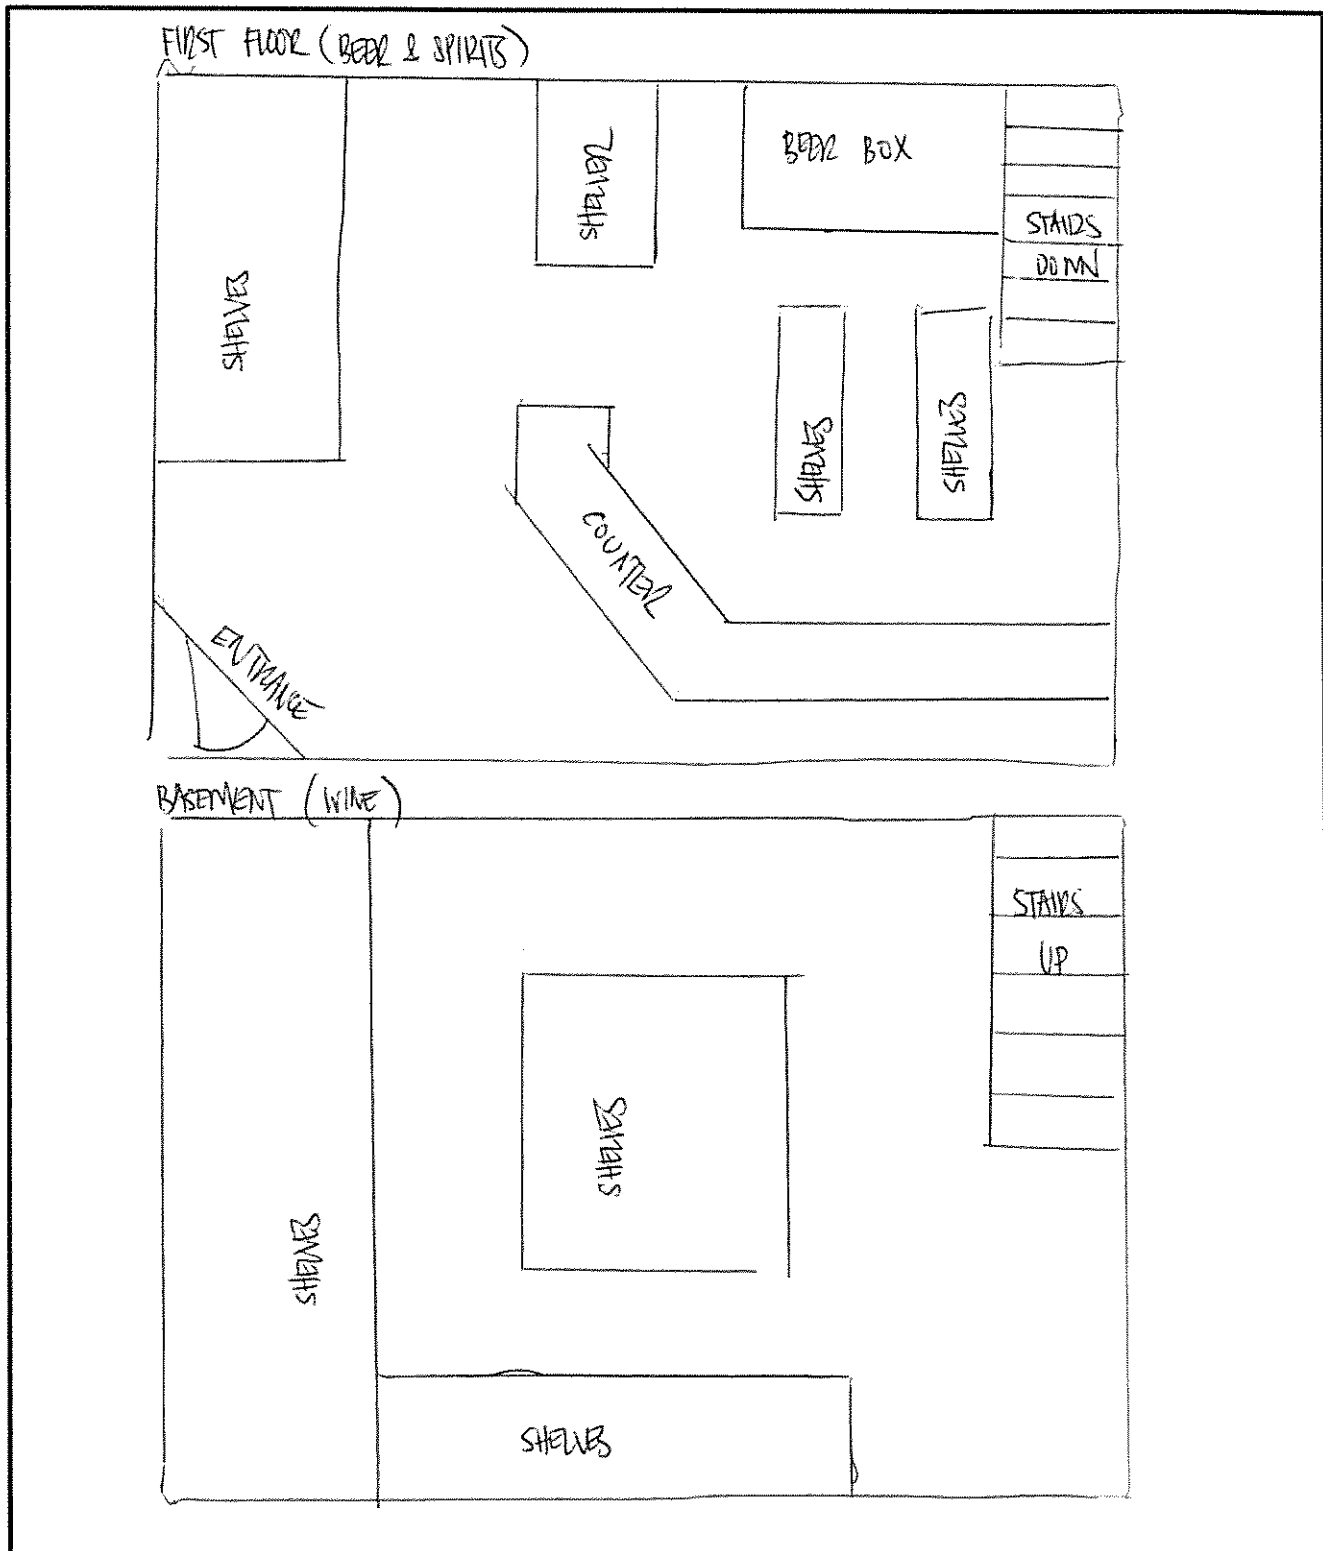 FIRST FLOOR (BEER & SPIRITS)
SHELVES
SHELVES
BEER BOX
STAIRS
DOWN
SHELVES
SHELVES
COUNTER
ENTRANCE
BASEMENT (WINE)
STAIRS
UP
SHELVES
SHELVES
SHELVES